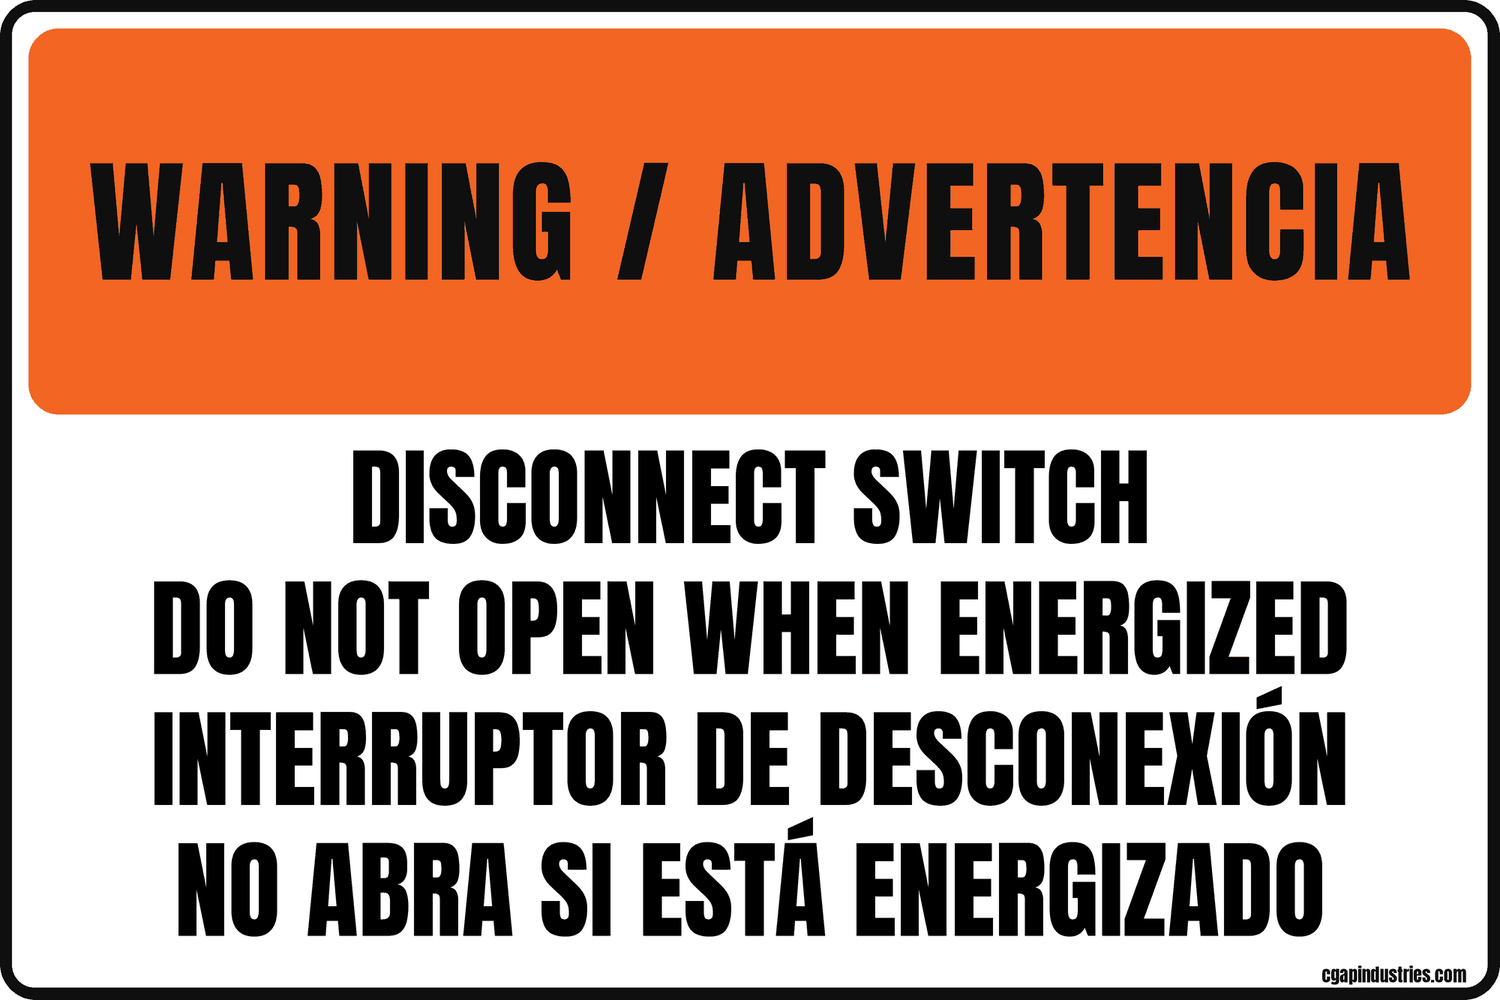 WARNING / ADVERTENCIA
DISCONNECT SWITCH
DO NOT OPEN WHEN ENERGIZED
INTERRUPTOR DE DESCONEXIÓN
NO ABRA SI ESTÁ ENERGIZADO
cgapindustries.com